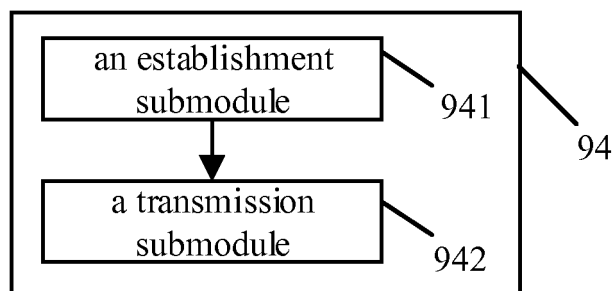 an establishment
submodule
941
94
a transmission
submodule
942